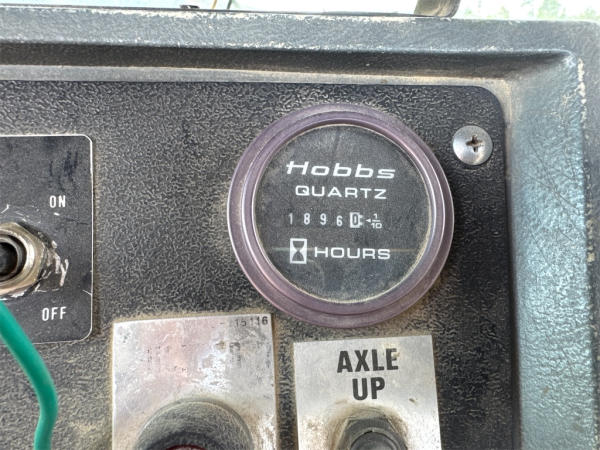 Hobbs
QUARTZ
18960 ◄ 1/10
HOURS
ON
OFF
AXLE
UP